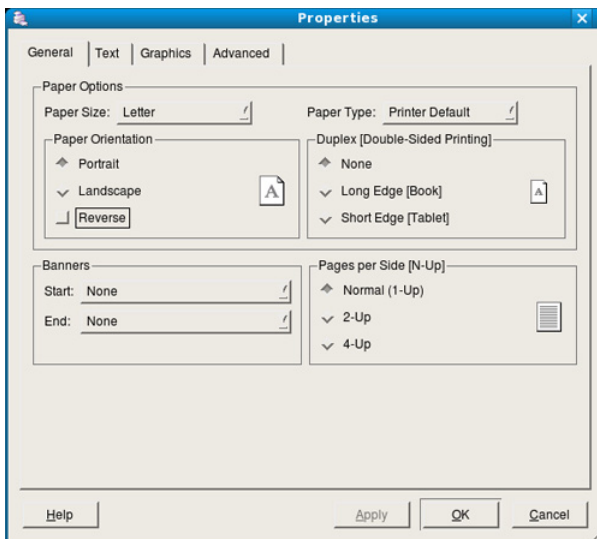 Properties
General Text Graphics Advanced
Paper Options
Paper Size: Letter Paper Type: Printer Default
Paper Orientation Duplex [Double-Sided Printing]
Portrait None
Landscape A Long Edge [Book] A
Reverse Short Edge [Tablet]
Banners Pages per Side [N-Up]
Start: None Normal (1-Up)
End: None 2-Up
4-Up
Help Apply OK Cancel